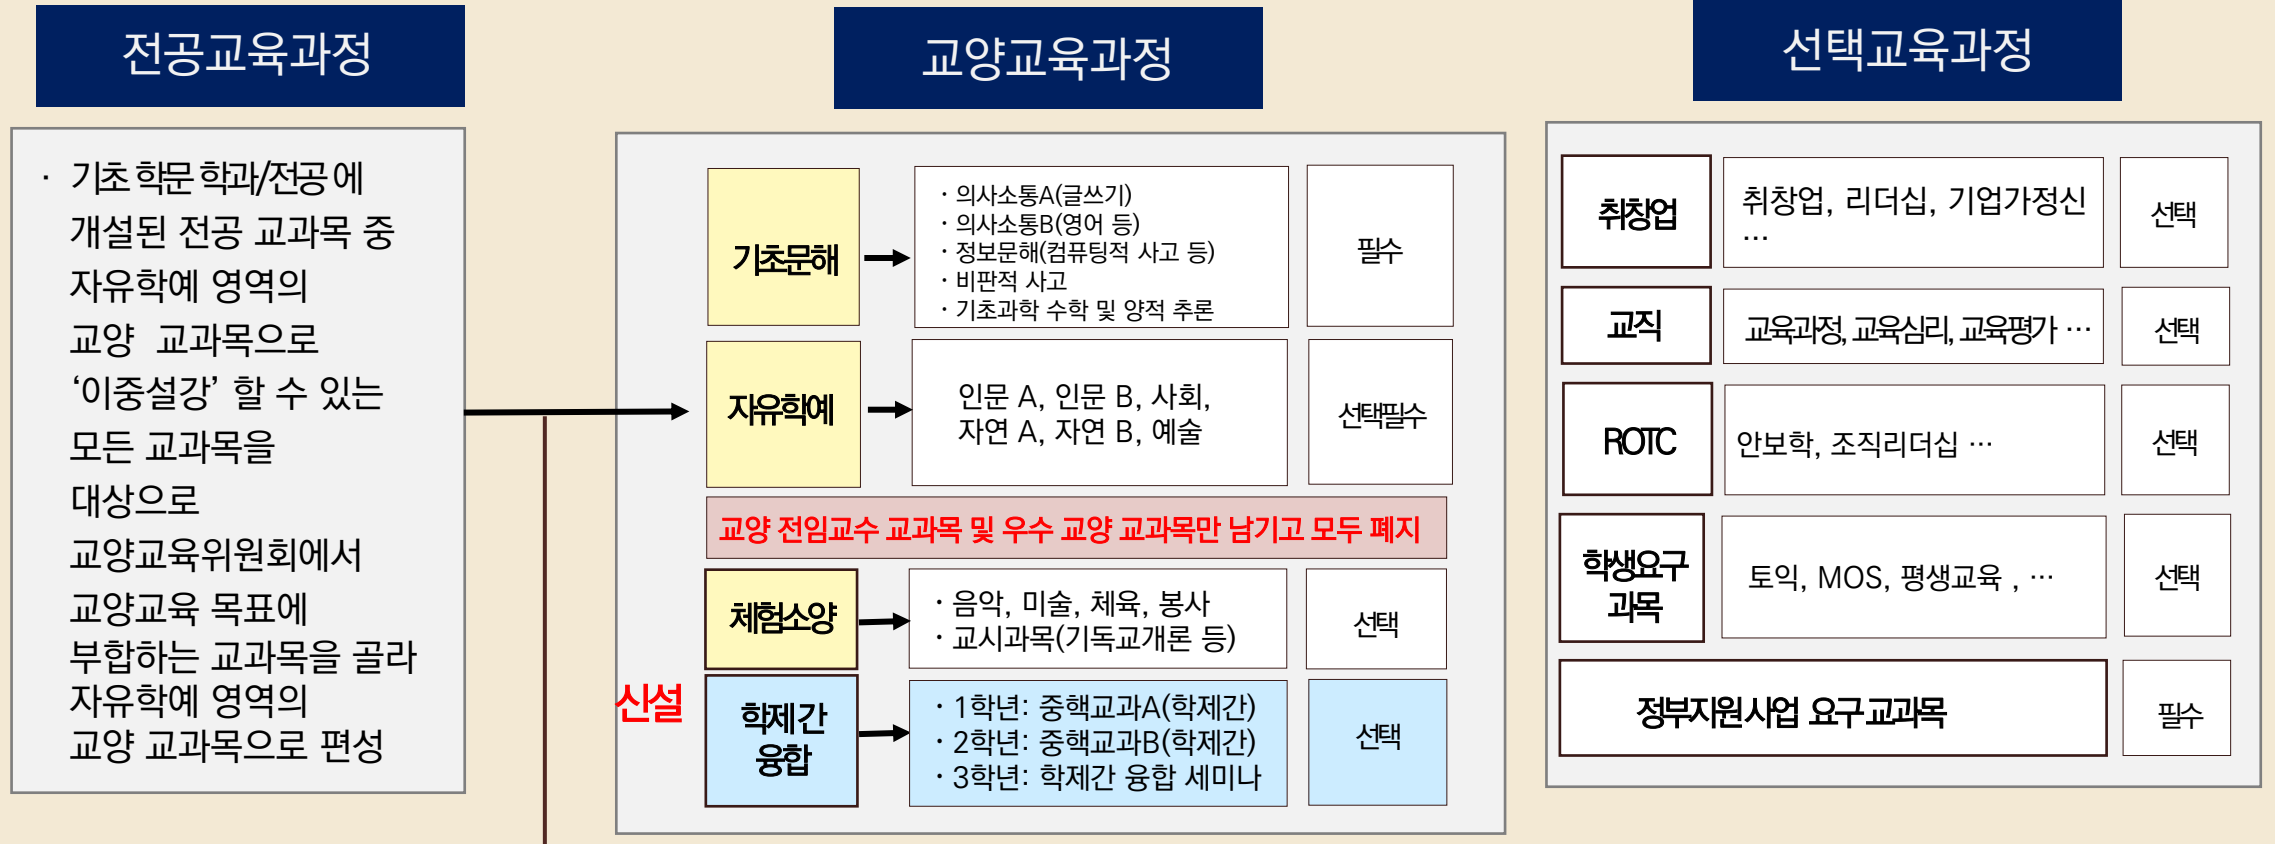 전공교육과정
· 기초 학문 학과/전공 에
개설된 전공 교과목 중
자유학예 영역의
교양 교과목으로
‘이중설강’ 할 수 있는
모든 교과목을
대상으로
교양교육위원회에서
교양교육 목표에
부합하는 교과목을 골라
자유학예 영역의
교양 교과목으로 편성
교양교육과정
기초문해
· 의사소통A(글쓰기)
· 의사소통B(영어 등)
· 정보문해(컴퓨팅적 사고 등)
· 비판적 사고
· 기초과학 수학 및 양적 추론
필수
자유학예
인문 A, 인문 B, 사회,
자연 A, 자연 B, 예술
선택필수
교양 전임교수 교과목 및 우수 교양 교과목만 남기고 모두 폐지
체험소양
· 음악, 미술, 체육, 봉사
· 교시과목(기독교개론 등)
선택
신설
학제간
융합
· 1학년: 중핵교과A(학제간)
· 2학년: 중핵교과B(학제간)
· 3학년: 학제간 융합 세미나
선택
선택교육과정
취창업
취창업, 리더십, 기업가정신
…
선택
교직
교육과정, 교육심리, 교육평가 …
선택
ROTC
안보학, 조직리더십 …
선택
학생요구
과목
토익, MOS, 평생교육 , …
선택
정부지원사업 요구 교과목
필수